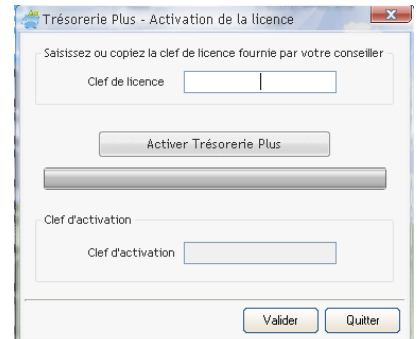 Trésorerie Plus - Activation de la licence
Saisissez ou copiez la clef de licence fournie par votre conseiller
Clef de licence
Activer Trésorerie Plus
Clef d'activation
Clef d'activation
Valider Quitter